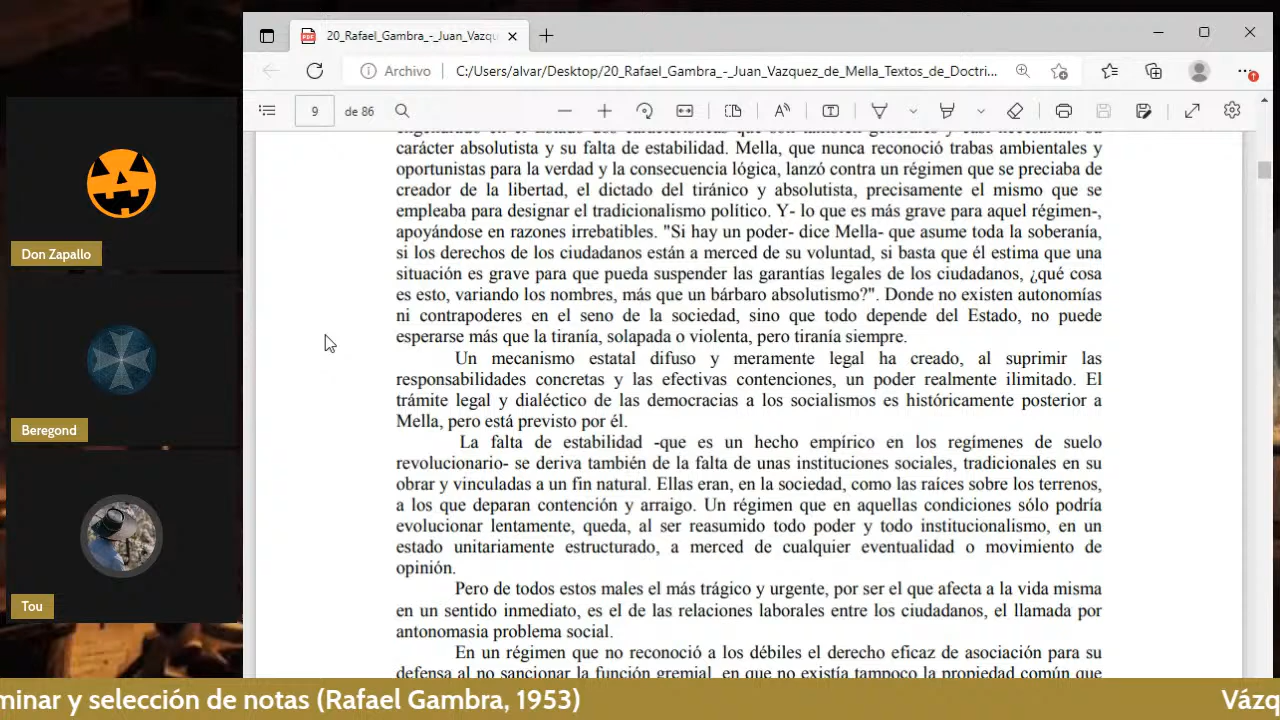 20_Rafael_Gambra_-_Juan_Vazqu
Archivo
C:/Users/alvar/Desktop/20_Rafael_Gambra_-_Juan_Vazquez_de_Mella_Textos_de_Doctri...
9 de 86
carácter absolutista y su falta de estabilidad. Mella, que nunca reconoció trabas ambientales y
oportunistas para la verdad y la consecuencia lógica, lanzó contra un régimen que se preciaba de
creador de la libertad, el dictado del tiránico y absolutista, precisamente el mismo que se
empleaba para designar el tradicionalismo político. Y- lo que es más grave para aquel régimen-,
apoyándose en razones irrebatibles. "Si hay un poder- dice Mella- que asume toda la soberanía,
si los derechos de los ciudadanos están a merced de su voluntad, si basta que él estima que una
situación es grave para que pueda suspender las garantías legales de los ciudadanos, ¿qué cosa
es esto, variando los nombres, más que un bárbaro absolutismo?". Donde no existen autonomías
ni contrapoderes en el seno de la sociedad, sino que todo depende del Estado, no puede
esperarse más que la tiranía, solapada o violenta, pero tiranía siempre.
Un mecanismo estatal difuso y meramente legal ha creado, al suprimir las
responsabilidades concretas y las efectivas contenciones, un poder realmente ilimitado. El
trámite legal y dialéctico de las democracias a los socialismos es históricamente posterior a
Mella, pero está previsto por él.
La falta de estabilidad -que es un hecho empírico en los regímenes de suelo
revolucionario- se deriva también de la falta de unas instituciones sociales, tradicionales en su
obrar y vinculadas a un fin natural. Ellas eran, en la sociedad, como las raíces sobre los terrenos,
a los que deparan contención y arraigo. Un régimen que en aquellas condiciones sólo podría
evolucionar lentamente, queda, al ser reasumido todo poder y todo institucionalismo, en un
estado unitariamente estructurado, a merced de cualquier eventualidad o movimiento de
opinión.
Pero de todos estos males el más trágico y urgente, por ser el que afecta a la vida misma
en un sentido inmediato, es el de las relaciones laborales entre los ciudadanos, el llamada por
antonomasia problema social.
En un régimen que no reconoció a los débiles el derecho eficaz de asociación para su
defensa al no sancionar la función gremial, en que no existía tampoco la propiedad común que
Don Zapallo
Beregond
Tou
minar y selección de notas (Rafael Gambra, 1953)
Vázq